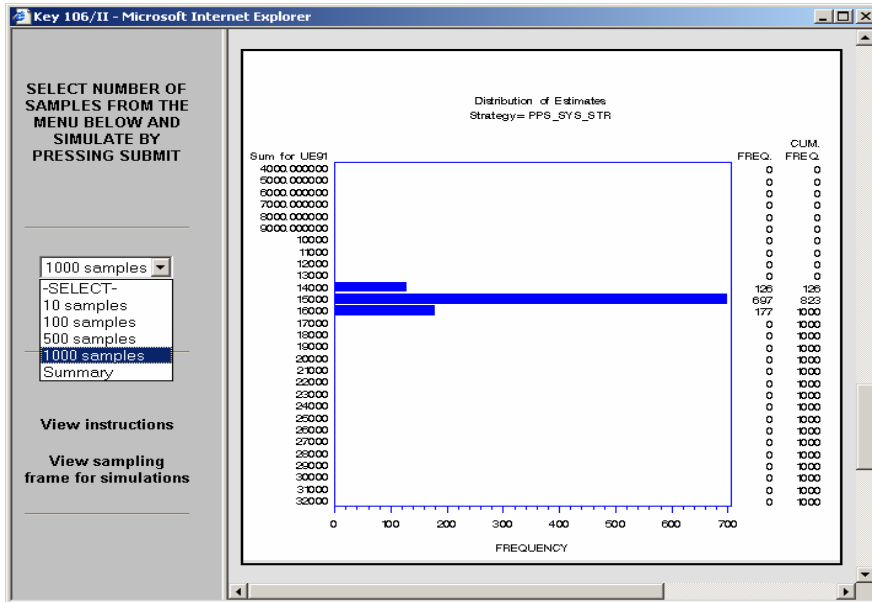 Key 106/II - Microsoft Internet Explorer
SELECT NUMBER OF
SAMPLES FROM THE
MENU BELOW AND
SIMULATE BY
PRESSING SUBMIT
1000 samples
-SELECT-
10 samples
100 samples
500 samples
1000 samples
Summary
View instructions
View sampling
frame for simulations
Distribution of Estimates
Strategy= PPS_SYS_STR
CUM.
Sum for UE91 FREQ. FREQ.
4000.000000 0 0
5000.000000 0 0
6000.000000 0 0
7000.000000 0 0
8000.000000 0 0
9000.000000 0 0
10000 0 0
11000 0 0
12000 0 0
13000 0 0
14000 126 126
15000 697 823
16000 177 1000
17000 0 1000
18000 0 1000
19000 0 1000
20000 0 1000
21000 0 1000
22000 0 1000
23000 0 1000
24000 0 1000
25000 0 1000
26000 0 1000
27000 0 1000
28000 0 1000
29000 0 1000
30000 0 1000
31000 0 1000
32000 0 1000
0 100 200 300 400 500 600 700
FREQUENCY